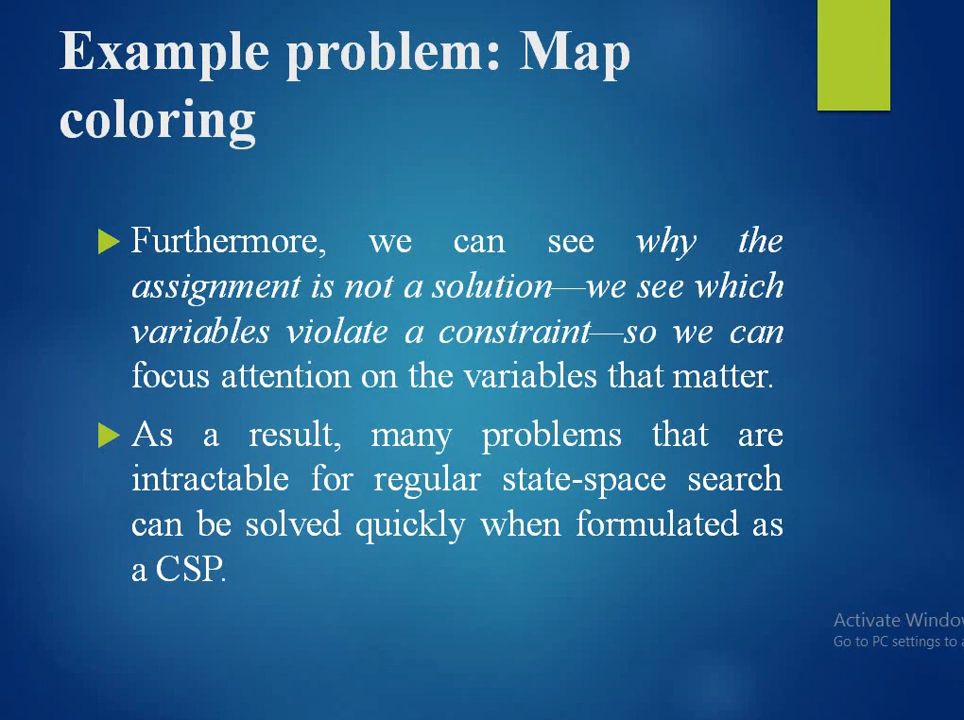 Example problem: Map
coloring
Furthermore, we can see why the
assignment is not a solution—we see which
variables violate a constraint—so we can
focus attention on the variables that matter.
As a result, many problems that are
intractable for regular state-space search
can be solved quickly when formulated as
a CSP.
Activate Windo
Go to PC settings to